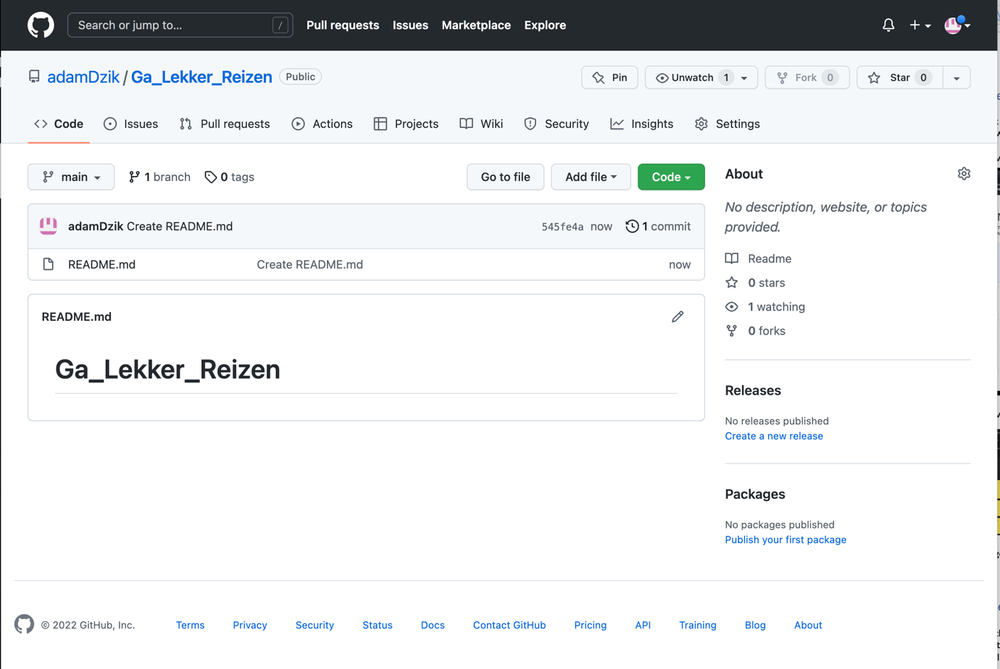 Search or jump to... /
Pull requests Issues Marketplace Explore
adamDzik / Ga_Lekker_Reizen Public
Pin Unwatch 1 Fork 0 Star 0
Code Issues Pull requests Actions Projects Wiki Security Insights Settings
main 1 branch 0 tags Go to file Add file Code
adamDzik Create README.md 545fe4a now 1 commit
README.md Create README.md now
README.md
Ga_Lekker_Reizen
About
No description, website, or topics
provided.
Readme
0 stars
1 watching
0 forks
Releases
No releases published
Create a new release
Packages
No packages published
Publish your first package
© 2022 GitHub, Inc. Terms Privacy Security Status Docs Contact GitHub Pricing API Training Blog About